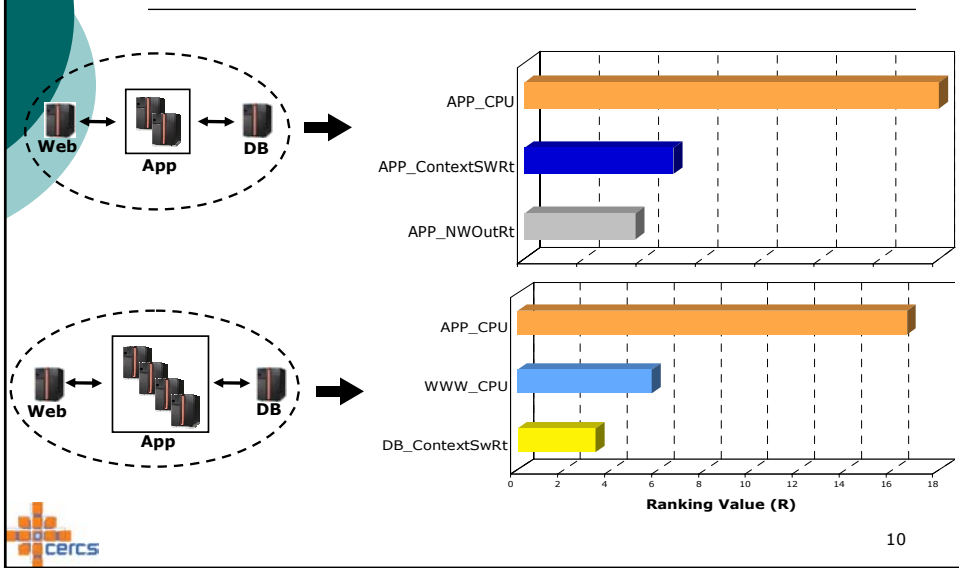 Web
App
DB
APP_CPU
APP_ContextSWRt
APP_NWOutRt
Web
App
DB
APP_CPU
WWW_CPU
DB_ContextSwRt
0 2 4 6 8 10 12 14 16 18
Ranking Value (R)
cercs
10